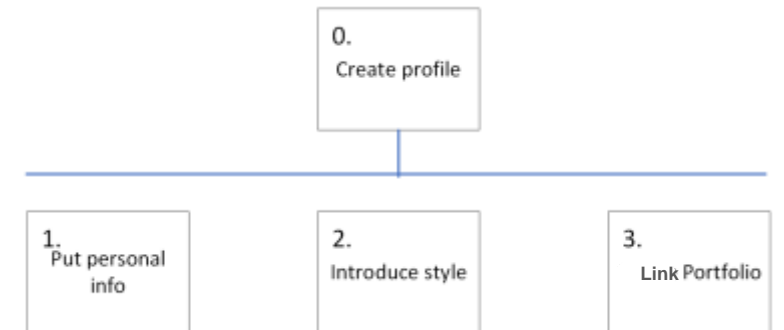 0.
Create profile
1.
Put personal
info
2.
Introduce style
3.
Link Portfolio